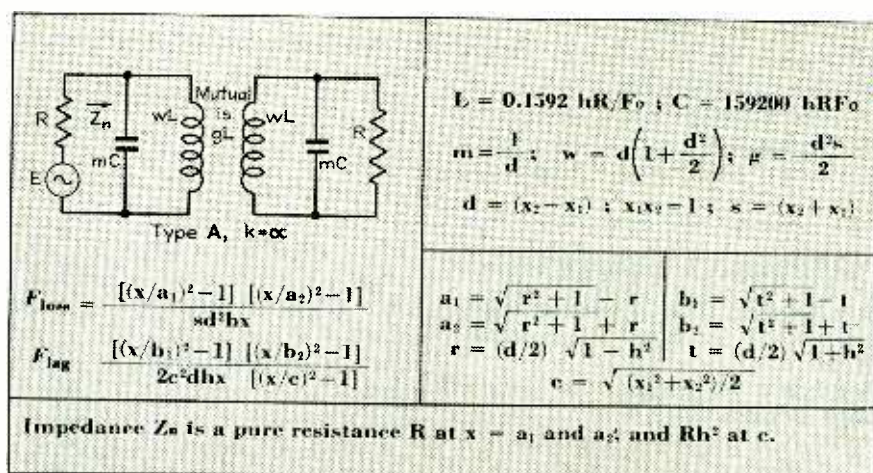 R
E
Zn
mC
wL
Mutual
is
gL
wL
mC
R
Type A, k=α
L = 0.1592 hR/Fo ; C = 159200 hRFo
m = 1/d ; w = d(1+d²/2); g = d²s/2
d = (x₂ − x₁) ; x₁x₂ = 1 ; s = (x₂ + x₁)
F_loss = [(x/a₁)² − 1] [(x/a₂)² − 1] / sd²hx
F_lag [(x/b₁)² − 1] [(x/b₂)² − 1] / 2c²dhx [(x/c)² − 1]
a₁ = √r² + 1 − r
a₂ = √r² + 1 + r
r = (d/2) √1 − h²
b₁ = √t² + 1 − t
b₂ = √t² + 1 + t
t = (d/2) √1+h²
c = √(x₁²+x₂²)/2
Impedance Zn is a pure resistance R at x = a₁ and a₂, and Rh² at c.